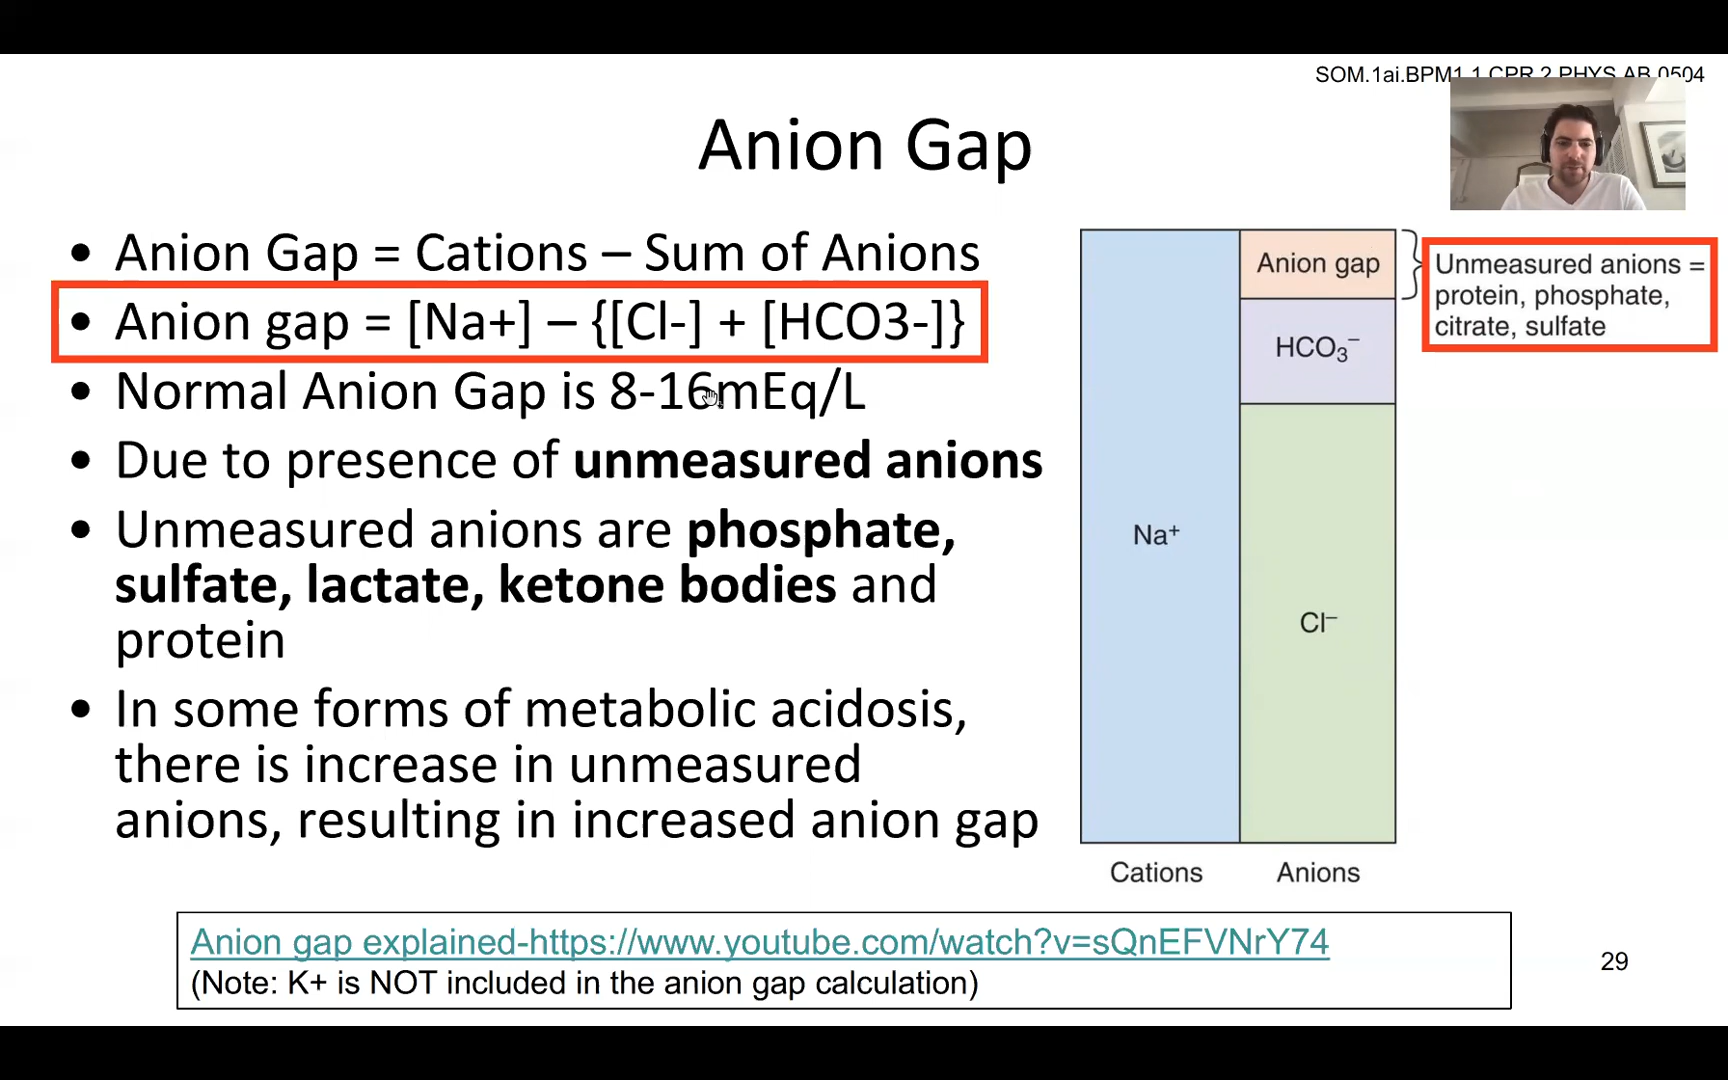 SOM.1ai.BPM1.1.CPR.2.PHYS.AB.0504
Anion Gap
• Anion Gap = Cations – Sum of Anions
• Anion gap = [Na+] – {[Cl-] + [HCO3-]}
• Normal Anion Gap is 8-16mEq/L
• Due to presence of unmeasured anions
• Unmeasured anions are phosphate,
sulfate, lactate, ketone bodies and
protein
• In some forms of metabolic acidosis,
there is increase in unmeasured
anions, resulting in increased anion gap
Anion gap
Unmeasured anions =
protein, phosphate,
citrate, sulfate
HCO₃⁻
Na⁺
Cl⁻
Cations
Anions
Anion gap explained-https://www.youtube.com/watch?v=sQnEFVNrY74
(Note: K+ is NOT included in the anion gap calculation)
29